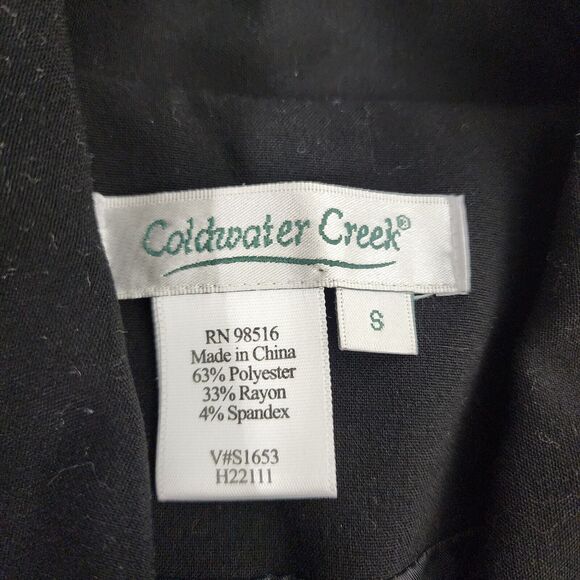 Coldwater Creek®
S
RN 98516
Made in China
63% Polyester
33% Rayon
4% Spandex
V#S1653
H22111